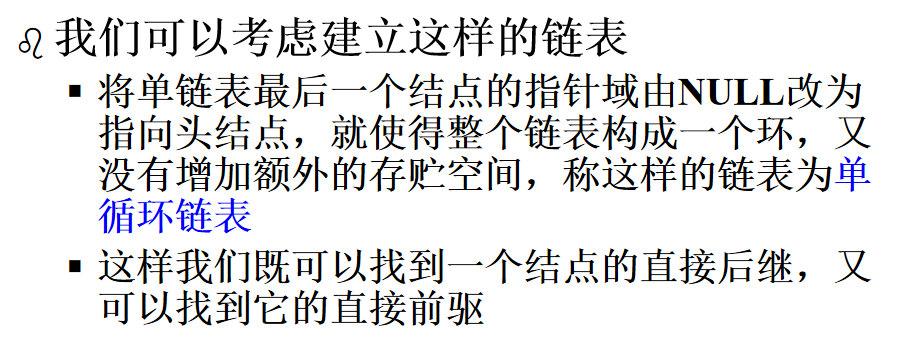 ♌ 我们可以考虑建立这样的链表
▪ 将单链表最后一个结点的指针域由NULL改为
指向头结点，就使得整个链表构成一个环，又
没有增加额外的存贮空间，称这样的链表为单
循环链表
▪ 这样我们既可以找到一个结点的直接后继，又
可以找到它的直接前驱